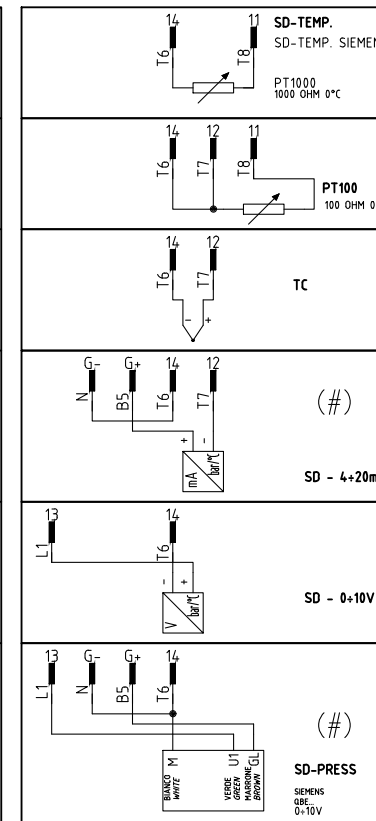 14 11 SD-TEMP.
SD-TEMP. SIEMEN
T6 T8
PT1000
1000 OHM 0°C
14 12 11
T6 T7 T8
PT100
100 OHM 0
14 12
T6 T7
TC
- +
G- G+ 14 12
N B5 T6 T7
(#)
+ -
mA bar/°C
SD - 4÷20m
13 14
L1 T6
- +
V bar/°C
SD - 0÷10V
13 G- G+ 14
L1 N B5 T6
(#)
M U1 GL
BIANCO VERDE MARRONE
WHITE GREEN BROWN
SD-PRESS
SIEMENS
QBE...
0÷10V